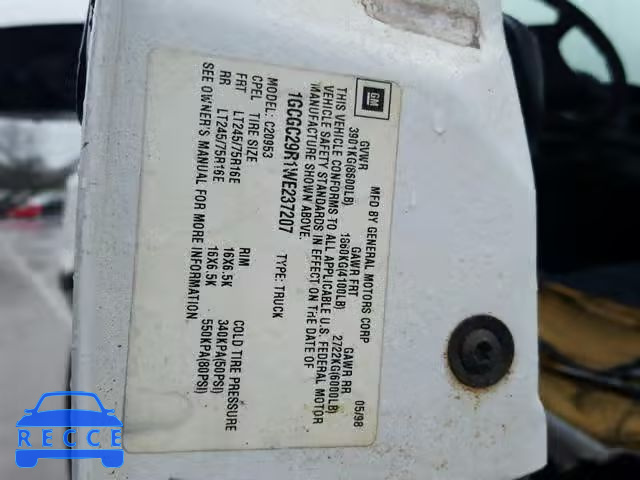 GM
MFD BY GENERAL MOTORS CORP 05/98
GVWR GAWR FRT GAWR RR
3901KG(8600LB) 1860KG(4100LB) 2722KG(6000LB)
THIS VEHICLE CONFORMS TO ALL APPLICABLE U.S. FEDERAL MOTOR
VEHICLE SAFETY STANDARDS IN EFFECT ON THE DATE OF
MANUFACTURE SHOWN ABOVE.
1GCGC29R1WE237207 TYPE: TRUCK
MODEL: C20953
CPEL TIRE SIZE RIM COLD TIRE PRESSURE
FRT LT245/75R16E 16X6.5K 340KPA(50PSI)
RR LT245/75R16E 16X6.5K 550KPA(80PSI)
SEE OWNER'S MANUAL FOR MORE INFORMATION.
RECCE